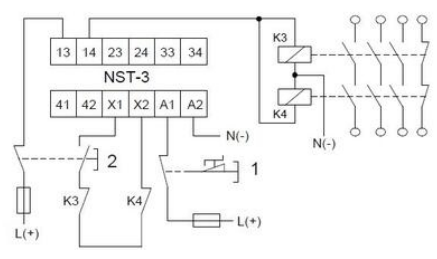 13 14 23 24 33 34
NST-3
41 42 X1 X2 A1 A2
K3
K4
N(-)
N(-)
2
1
K3
K4
L(+)
L(+)